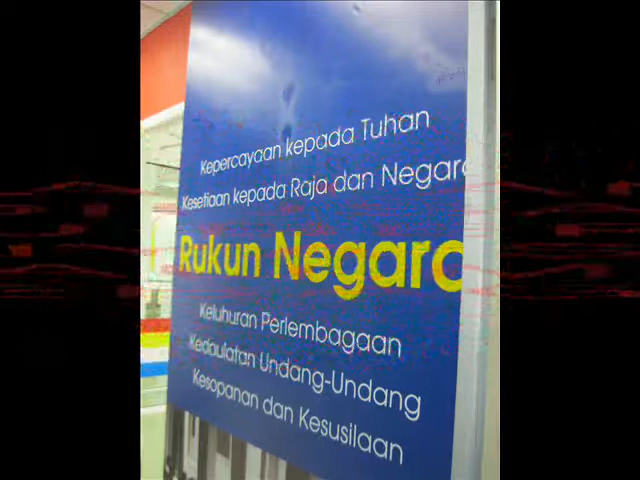 Kepercayaan kepada Tuhan
Kesetiaan kepada Raja dan Negara
Rukun Negara
Keluhuran Perlembagaan
Kedaulatan Undang-Undang
Kesopanan dan Kesusilaan